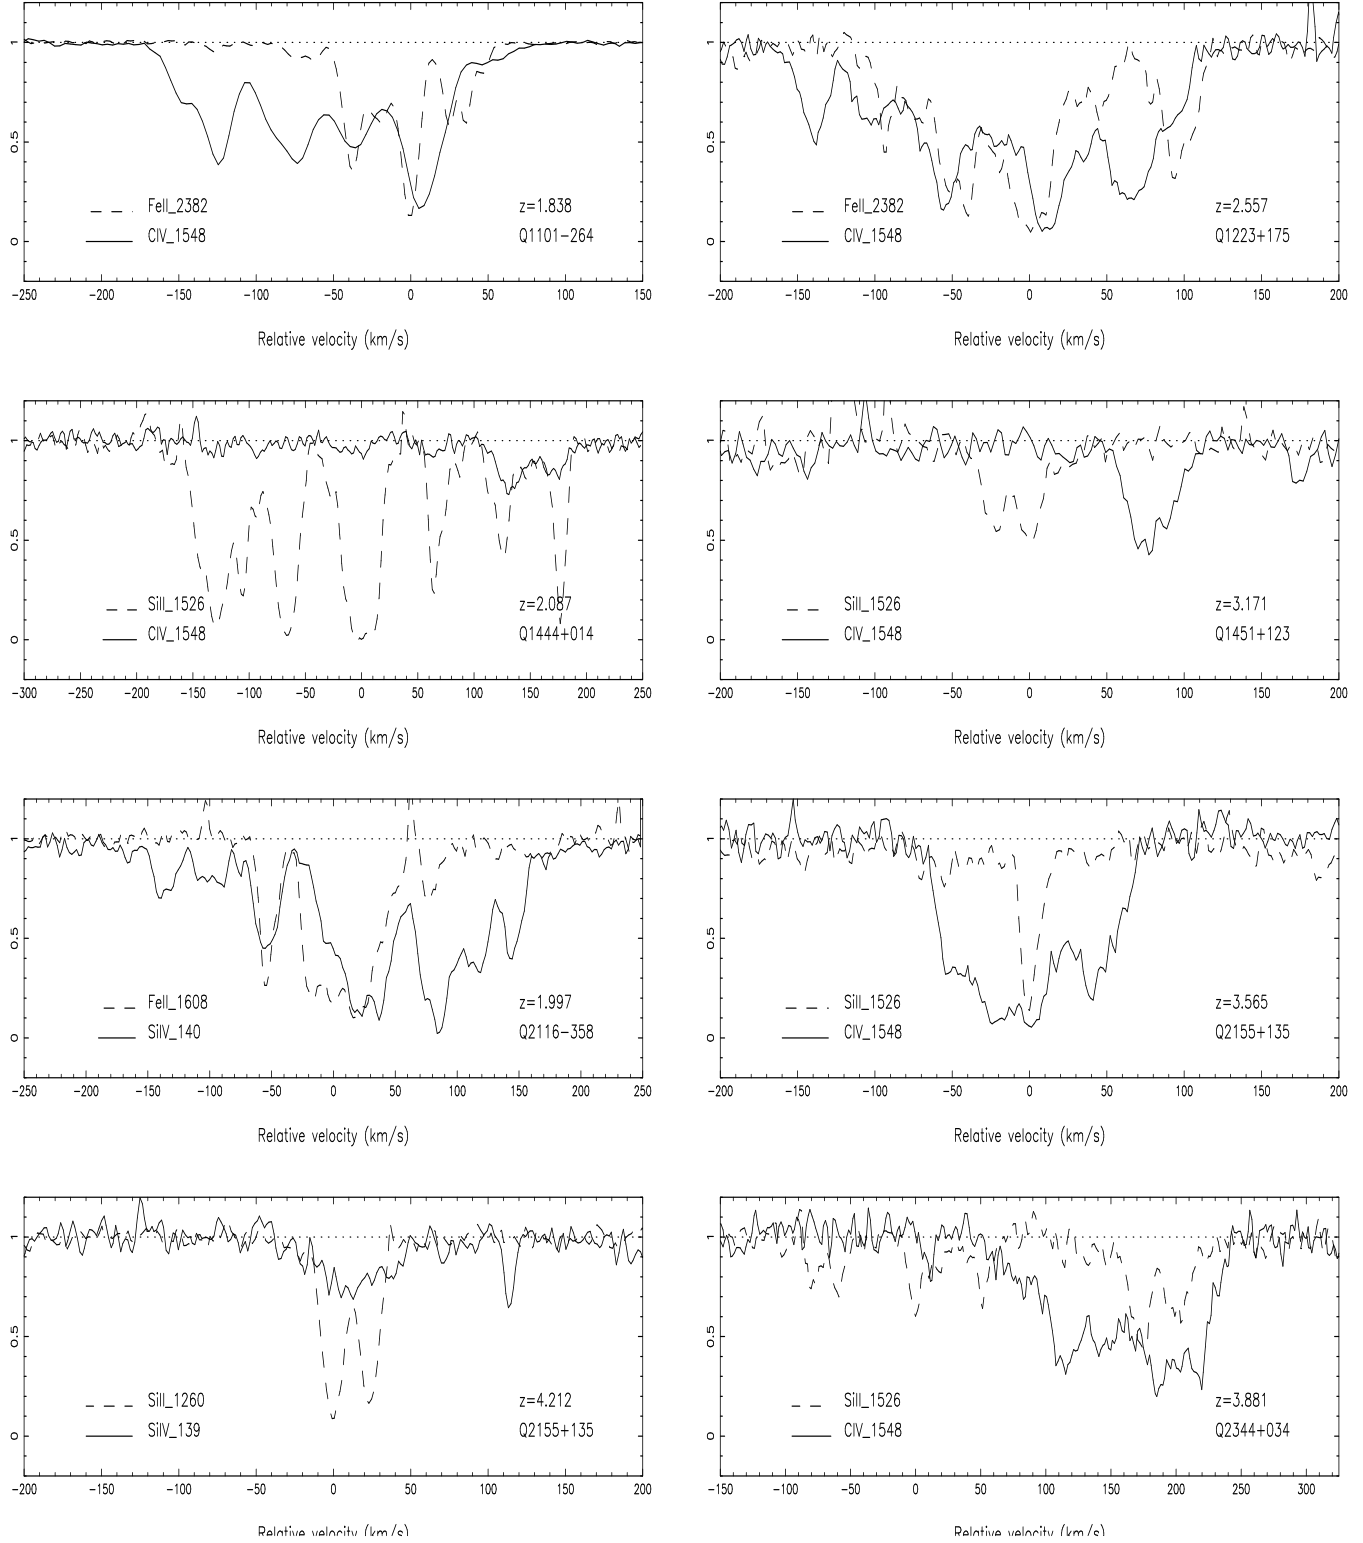 1
0.5
0
FeII_2382
CIV_1548
z=1.838
Q1101−264
−250 −200 −150 −100 −50 0 50 100 150
Relative velocity (km/s)
1
0.5
0
FeII_2382
CIV_1548
z=2.557
Q1223+175
−200 −150 −100 −50 0 50 100 150 200
Relative velocity (km/s)
1
0.5
0
SiII_1526
CIV_1548
z=2.087
Q1444+014
−300 −250 −200 −150 −100 −50 0 50 100 150 200 250
Relative velocity (km/s)
1
0.5
0
SiII_1526
CIV_1548
z=3.171
Q1451+123
−200 −150 −100 −50 0 50 100 150 200
Relative velocity (km/s)
1
0.5
0
FeII_1608
SiIV_140
z=1.997
Q2116−358
−250 −200 −150 −100 −50 0 50 100 150 200 250
Relative velocity (km/s)
1
0.5
0
SiII_1526
CIV_1548
z=3.565
Q2155+135
−200 −150 −100 −50 0 50 100 150 200
Relative velocity (km/s)
1
0.5
0
SiII_1260
SiIV_139
z=4.212
Q2155+135
−200 −150 −100 −50 0 50 100 150 200
Relative velocity (km/s)
1
0.5
0
SiII_1526
CIV_1548
z=3.881
Q2344+034
−150 −100 −50 0 50 100 150 200 250 300
Relative velocity (km/s)